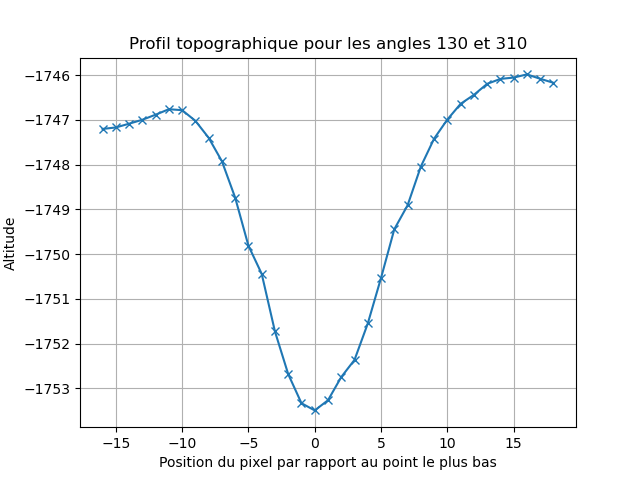 Profil topographique pour les angles 130 et 310
−1746
−1747
−1748
−1749
−1750
−1751
−1752
−1753
Altitude
−15 −10 −5 0 5 10 15
Position du pixel par rapport au point le plus bas